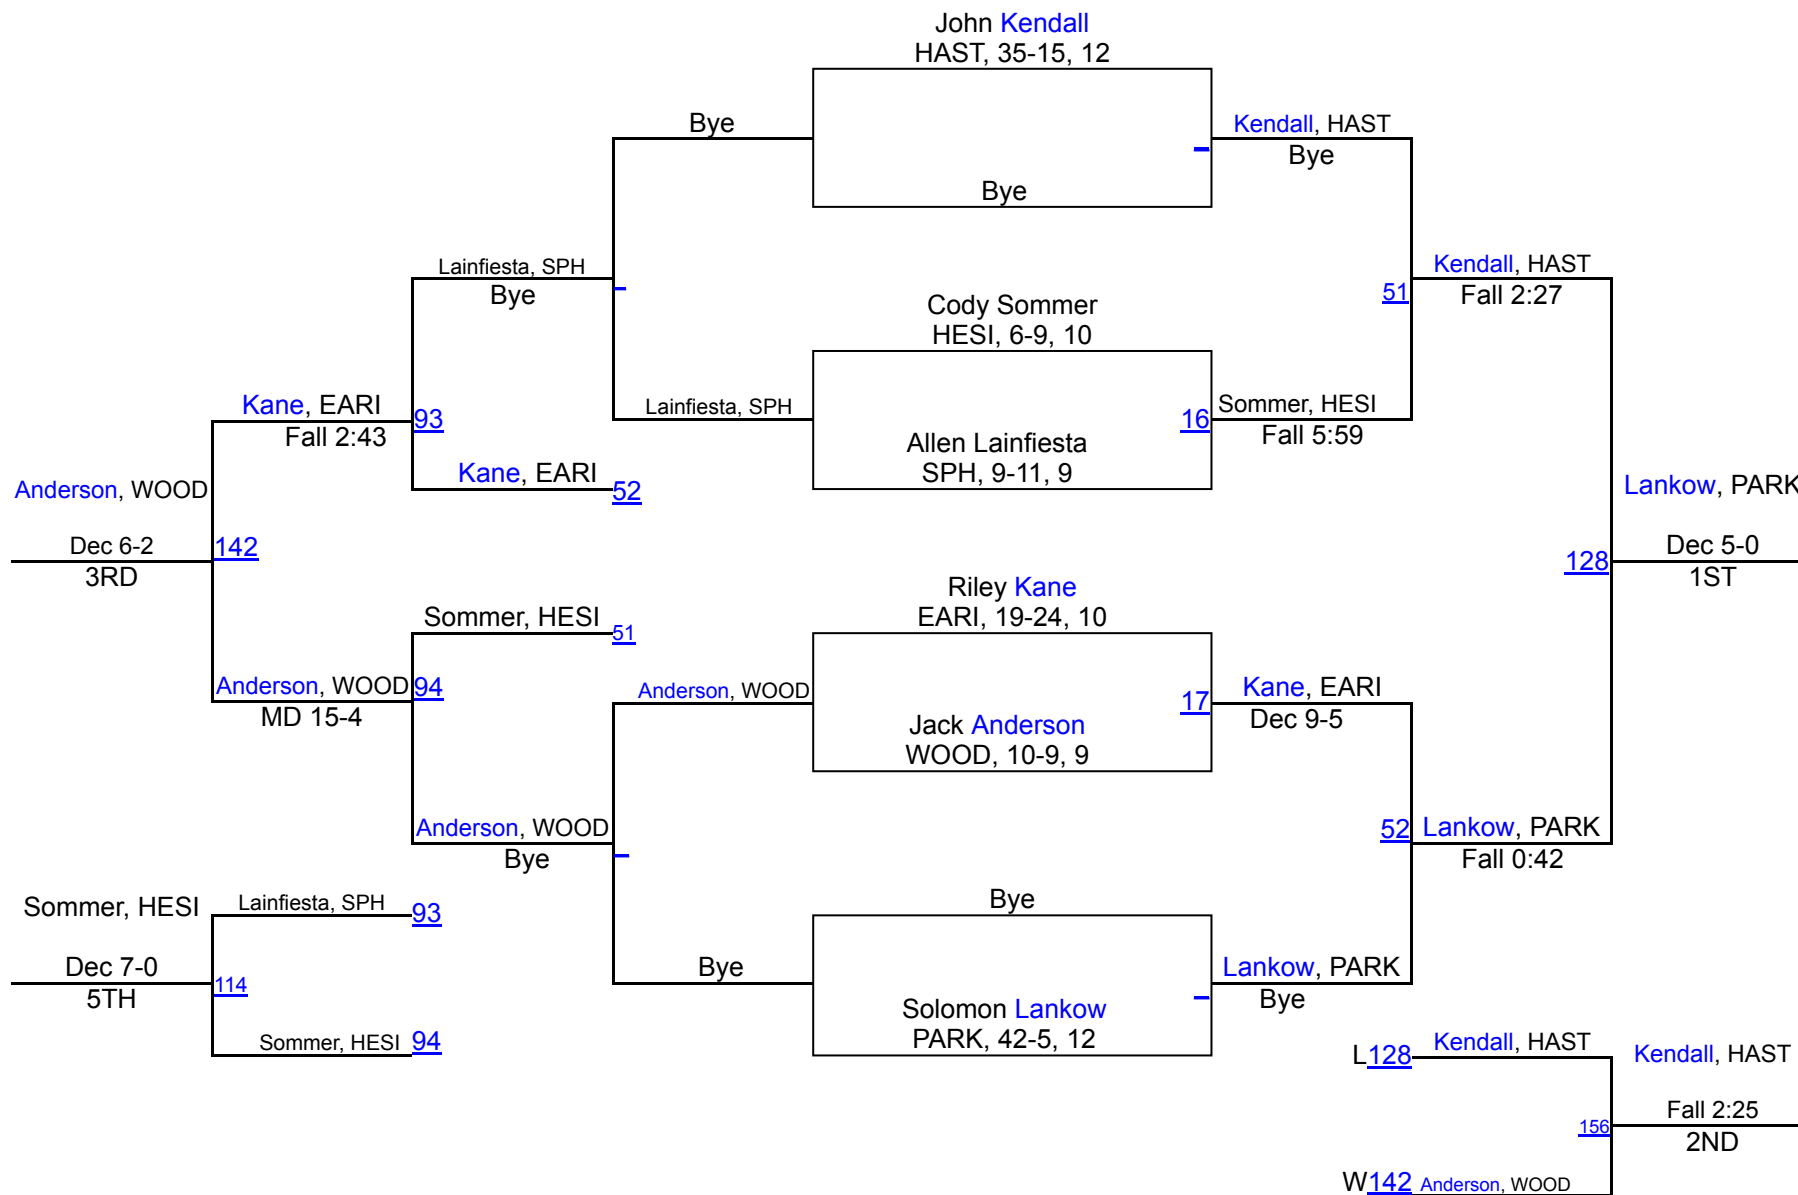 John Kendall
HAST, 35-15, 12
Bye
Kendall, HAST
Bye
Bye
Lainfiesta, SPH
Bye
Kendall, HAST
51
Fall 2:27
Cody Sommer
HESI, 6-9, 10
Kane, EARI
Fall 2:43
93
Lainfiesta, SPH
16
Sommer, HESI
Fall 5:59
Allen Lainfiesta
SPH, 9-11, 9
Kane, EARI
52
Anderson, WOOD
Lankow, PARK
Dec 6-2
3RD
142
128
Dec 5-0
1ST
Riley Kane
EARI, 19-24, 10
Sommer, HESI
51
Anderson, WOOD
94
MD 15-4
Anderson, WOOD
17
Kane, EARI
Dec 9-5
Jack Anderson
WOOD, 10-9, 9
Anderson, WOOD
Bye
52
Lankow, PARK
Fall 0:42
Sommer, HESI
Lainfiesta, SPH
93
Bye
Dec 7-0
5TH
114
Bye
Lankow, PARK
Bye
Solomon Lankow
PARK, 42-5, 12
Sommer, HESI
94
L128
Kendall, HAST
Kendall, HAST
156
Fall 2:25
2ND
W142
Anderson, WOOD